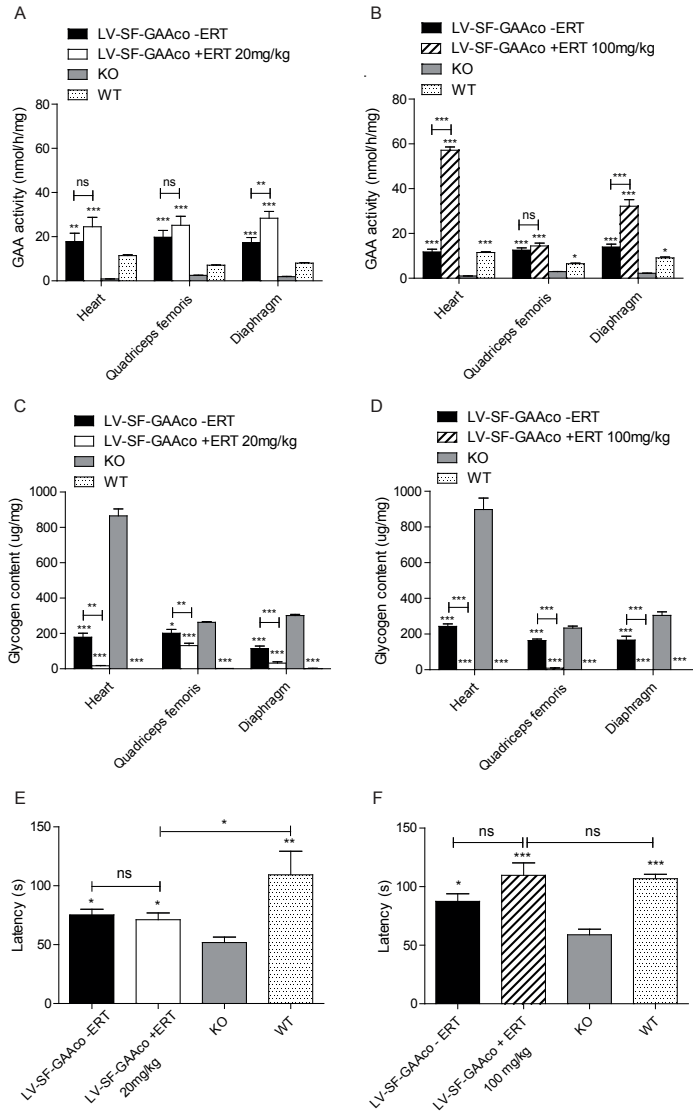 A
LV-SF-GAAco -ERT
LV-SF-GAAco +ERT 20mg/kg
KO
WT
GAA activity (nmol/h/mg)
80
60
40
20
0
ns
ns
**
**
***
***
***
***
***
Heart
Quadriceps femoris
Diaphragm
B
LV-SF-GAAco -ERT
LV-SF-GAAco +ERT 100mg/kg
KO
WT
GAA activity (nmol/h/mg)
80
60
40
20
0
***
ns
***
***
***
***
***
***
*
***
***
*
Heart
Quadriceps femoris
Diaphragm
C
LV-SF-GAAco -ERT
LV-SF-GAAco +ERT 20mg/kg
KO
WT
Glycogen content (ug/mg)
1000
800
600
400
200
0
**
**
***
***
***
***
*
***
***
***
***
***
Heart
Quadriceps femoris
Diaphragm
D
LV-SF-GAAco -ERT
LV-SF-GAAco +ERT 100mg/kg
KO
WT
Glycogen content (ug/mg)
1000
800
600
400
200
0
***
***
***
***
***
***
***
***
***
***
***
***
Heart
Quadriceps femoris
Diaphragm
E
Latency (s)
150
100
50
0
*
ns
*
*
**
LV-SF-GAAco -ERT
LV-SF-GAAco +ERT
20mg/kg
KO
WT
F
Latency (s)
150
100
50
0
ns
ns
*
***
***
LV-SF-GAAco - ERT
LV-SF-GAAco + ERT
100 mg/kg
KO
WT